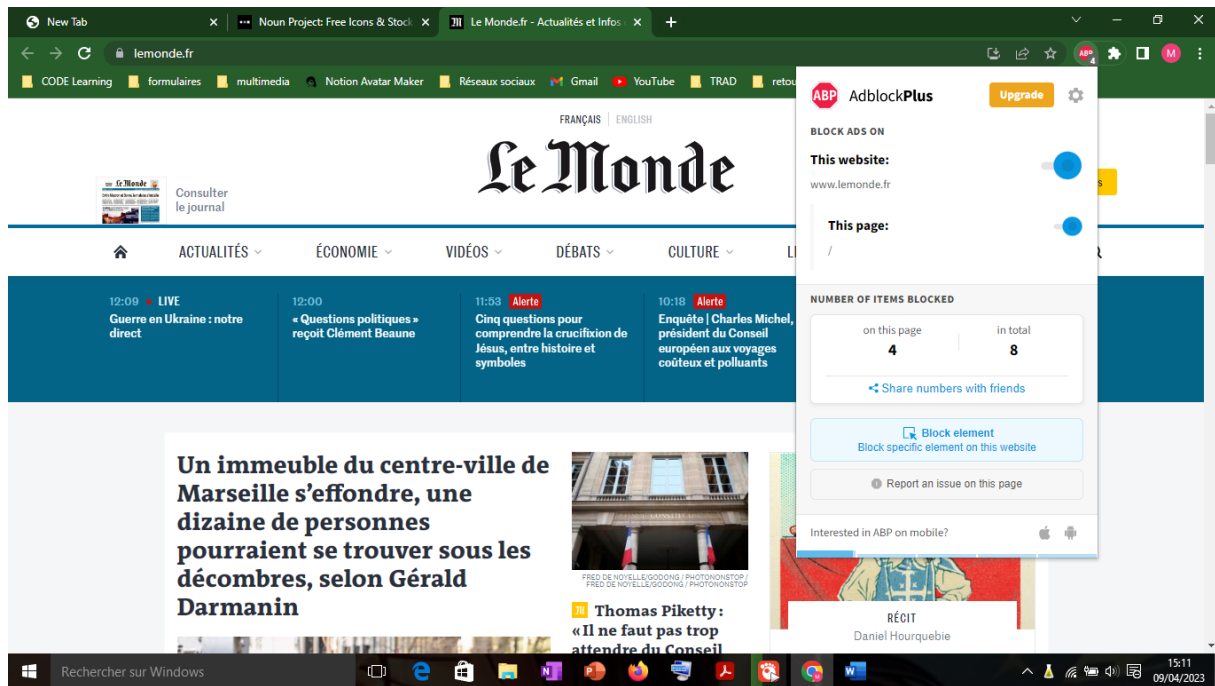 New Tab
Noun Project: Free Icons & Stock
Le Monde.fr - Actualités et Infos
lemonde.fr
ABP
4
M
CODE Learning
formulaires
multimedia
Notion Avatar Maker
Réseaux sociaux
Gmail
YouTube
TRAD
retou
FRANÇAIS ENGLISH
Le Monde
Le Monde
Consulter
le journal
s
ACTUALITÉS ÉCONOMIE VIDÉOS DÉBATS CULTURE LI
12:09 LIVE
Guerre en Ukraine : notre
direct
12:00
« Questions politiques »
reçoit Clément Beaune
11:53 Alerte
Cinq questions pour
comprendre la crucifixion de
Jésus, entre histoire et
symboles
10:18 Alerte
Enquête | Charles Michel,
président du Conseil
européen aux voyages
coûteux et polluants
ABP AdblockPlus Upgrade
BLOCK ADS ON
This website:
www.lemonde.fr
This page:
/
NUMBER OF ITEMS BLOCKED
on this page in total
4 8
Share numbers with friends
Block element
Block specific element on this website
Report an issue on this page
Interested in ABP on mobile?
Un immeuble du centre-ville de
Marseille s’effondre, une
dizaine de personnes
pourraient se trouver sous les
décombres, selon Gérald
Darmanin
FRED DE NOYELLE/GODONG / PHOTONONSTOP /
FRED DE NOYELLE/GODONG / PHOTONONSTOP
Thomas Piketty :
« Il ne faut pas trop
attendre du Conseil
RÉCIT
Daniel Hourquebie
Rechercher sur Windows
15:11
09/04/2023